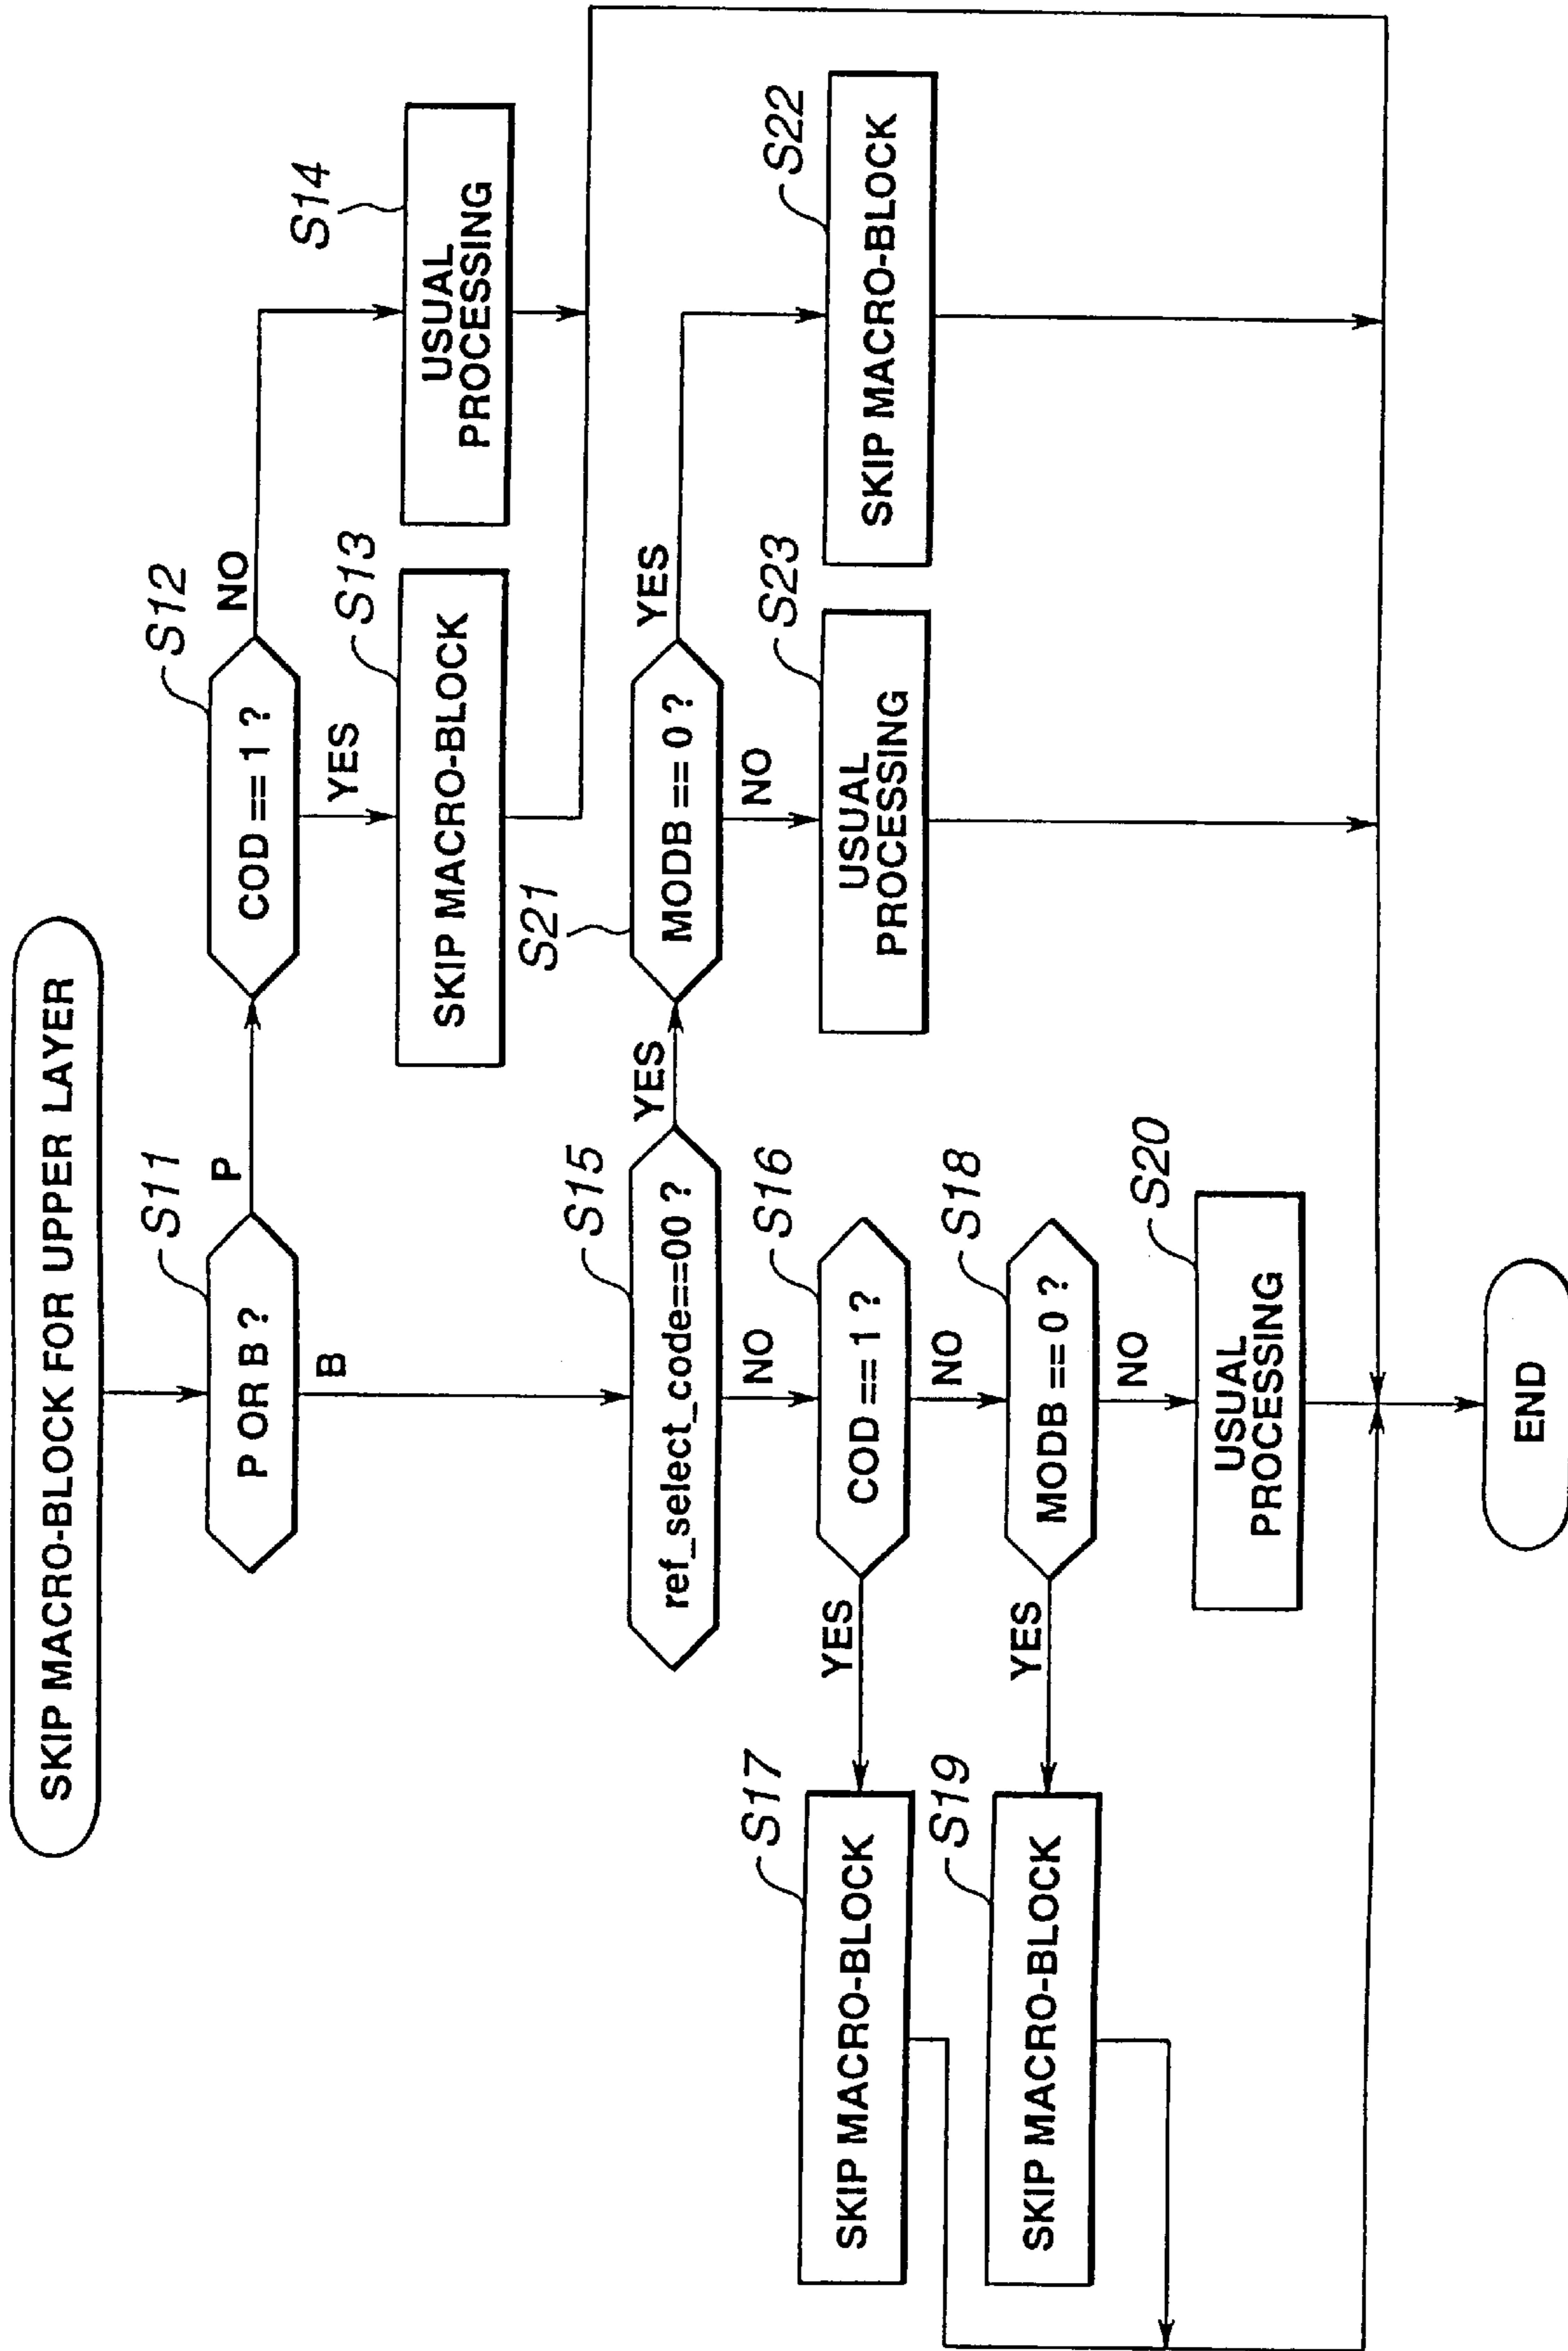 SKIP MACRO-BLOCK FOR UPPER LAYER
S11
P OR B ?
P
B
S12
COD == 1 ?
NO
YES
S13
SKIP MACRO-BLOCK
S14
USUAL
PROCESSING
S15
ref_select_code==00 ?
YES
NO
S21
MODB == 0 ?
YES
NO
S22
SKIP MACRO-BLOCK
S23
USUAL
PROCESSING
S16
COD == 1 ?
YES
NO
S17
SKIP MACRO-BLOCK
S18
MODB == 0 ?
YES
NO
S19
SKIP MACRO-BLOCK
S20
USUAL
PROCESSING
END